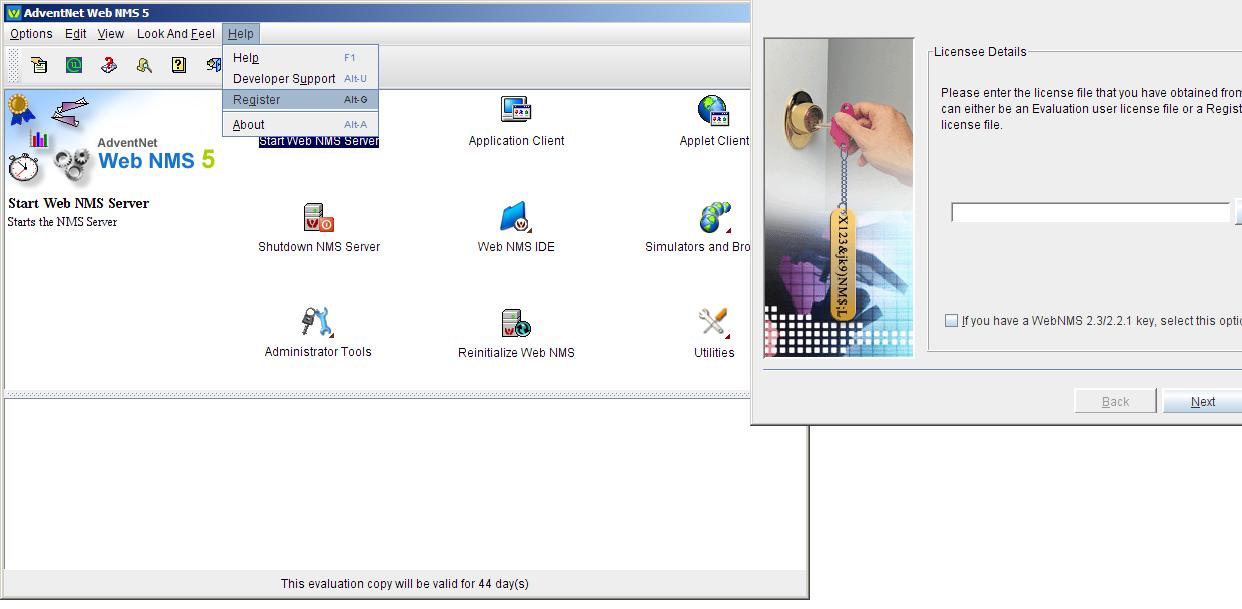 AdventNet Web NMS 5
Options Edit View Look And Feel Help
Help F1
Developer Support Alt-U
Register Alt-G
About Alt-A
AdventNet
Web NMS 5
Start Web NMS Server
Starts the NMS Server
Start Web NMS Server
Application Client
Applet Client
Shutdown NMS Server
Web NMS IDE
Simulators and Bro
Administrator Tools
Reinitialize Web NMS
Utilities
This evaluation copy will be valid for 44 day(s)
X123&jk9)NM$;L
Licensee Details
Please enter the license file that you have obtained from
can either be an Evaluation user license file or a Regist
license file.
If you have a WebNMS 2.3/2.2.1 key, select this optio
Back Next